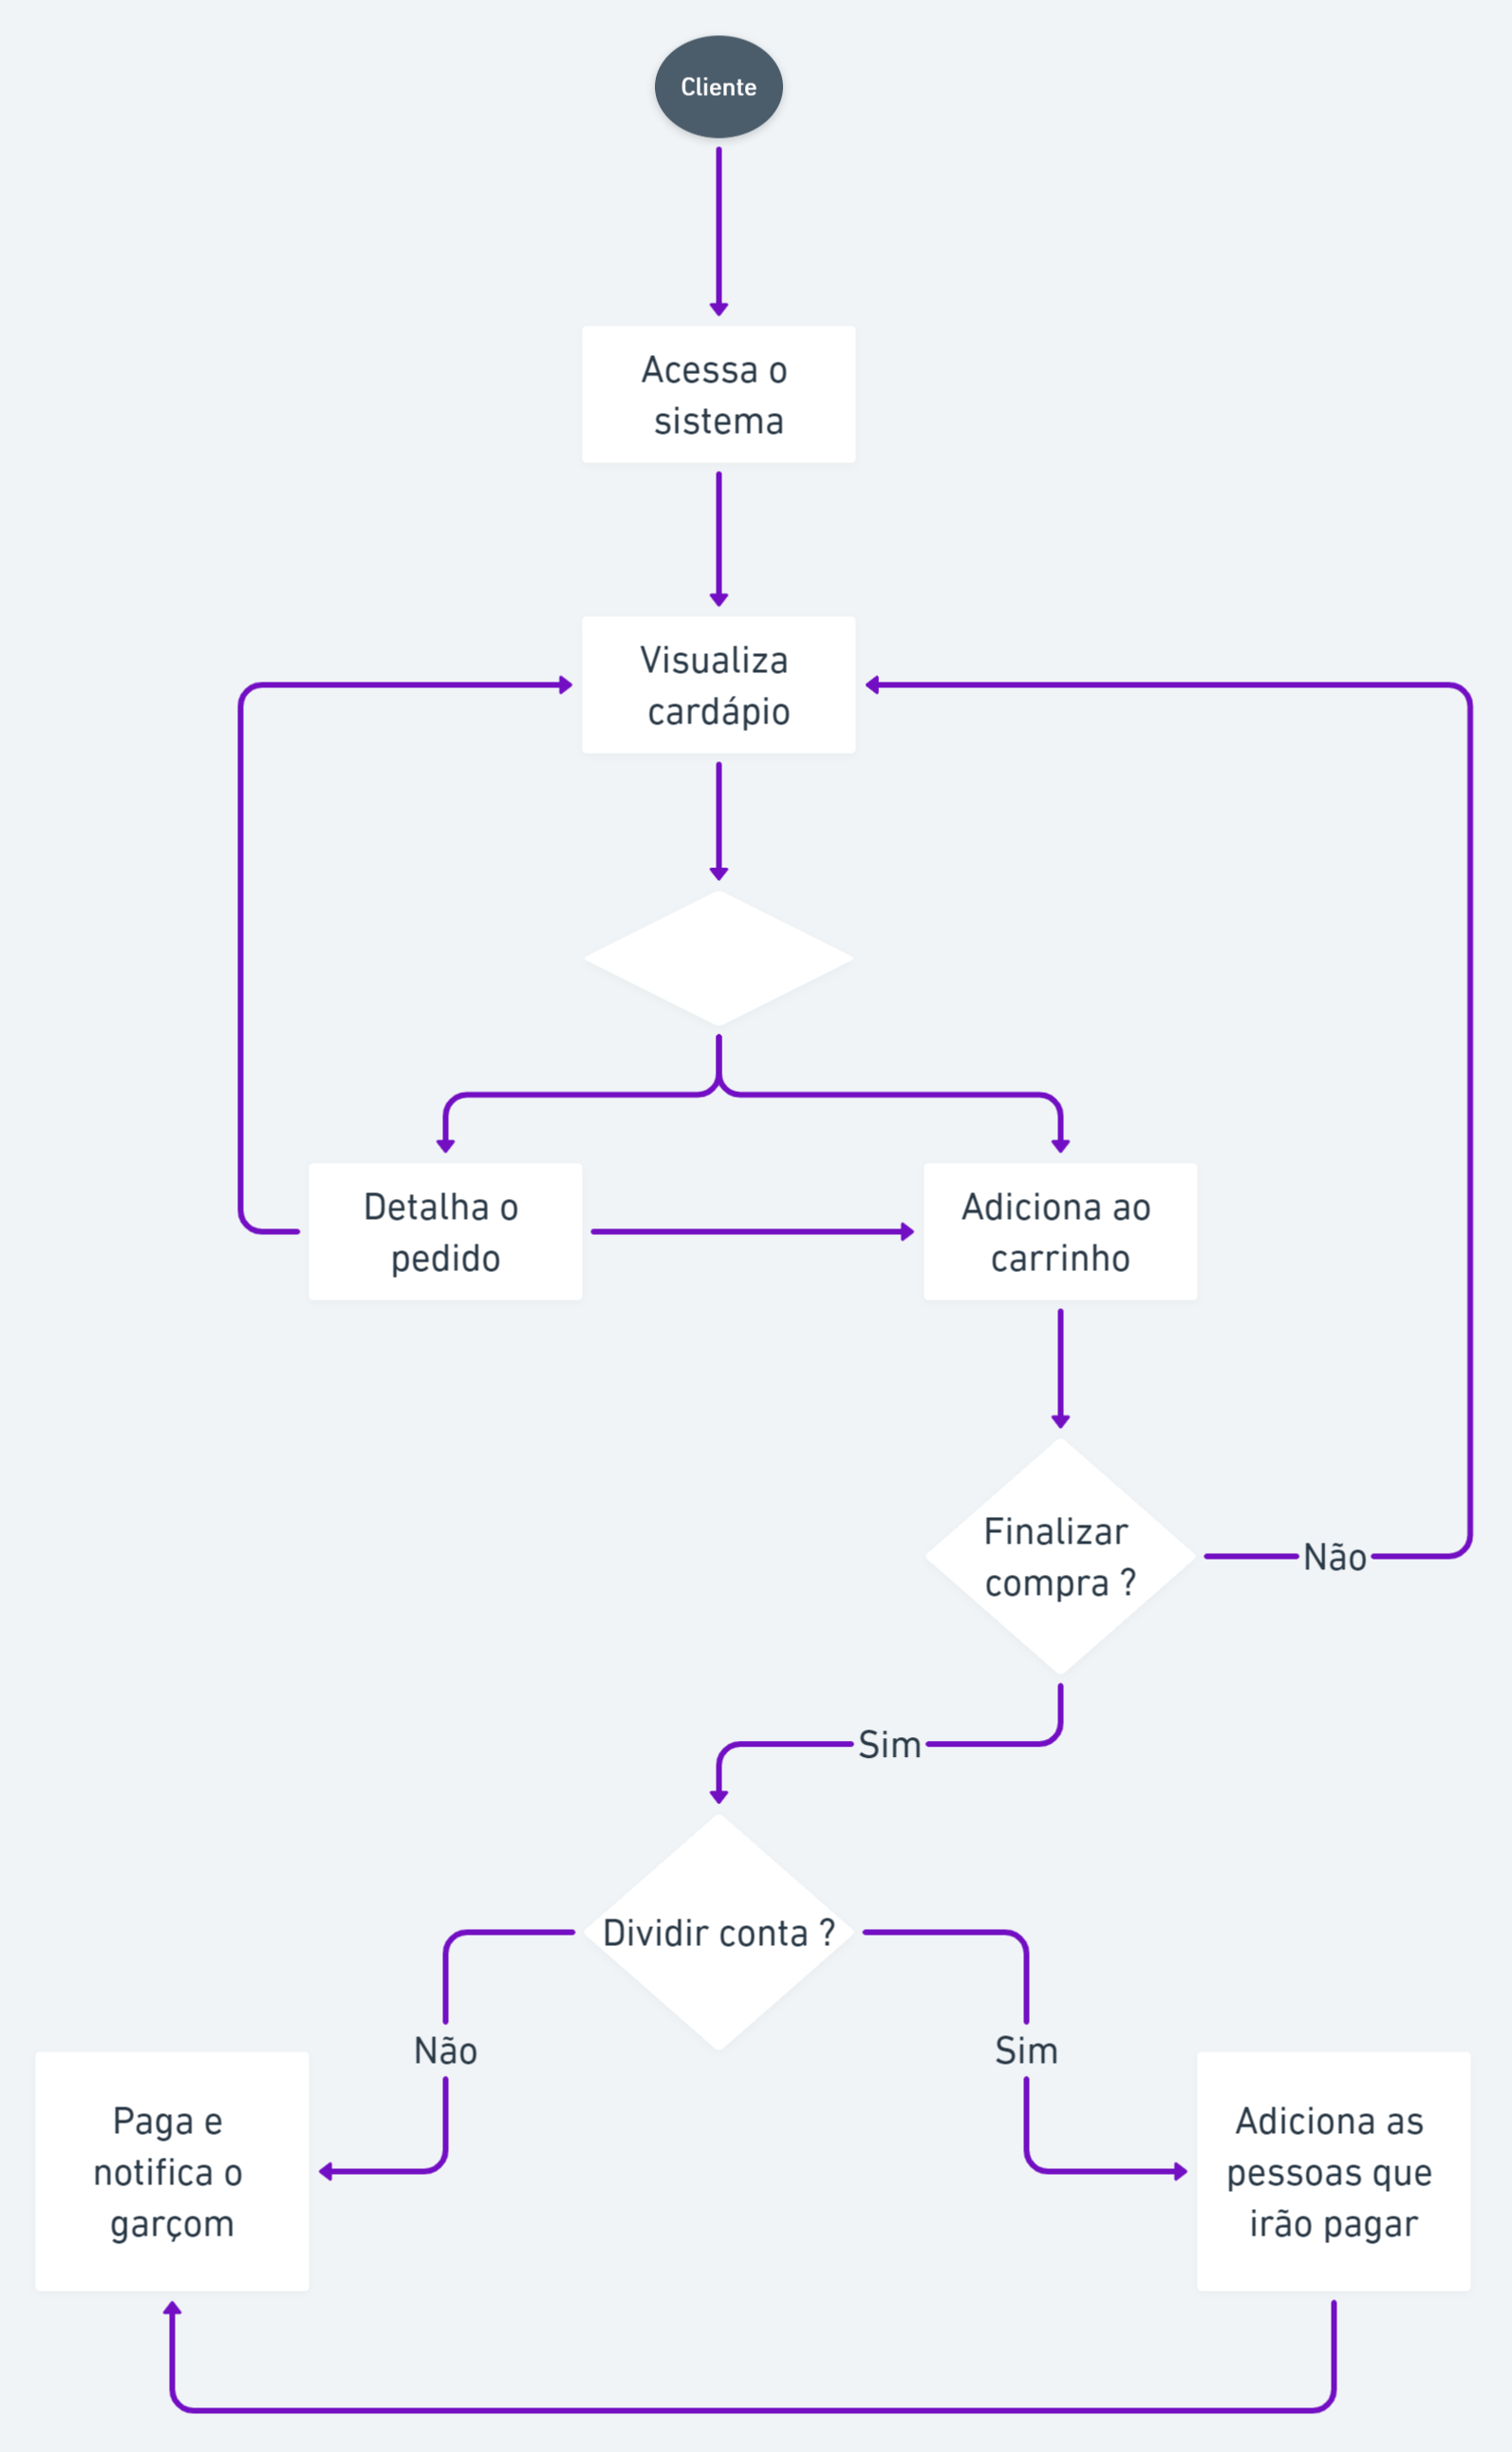 Cliente
Acessa o
sistema
Visualiza
cardápio
Detalha o
pedido
Adiciona ao
carrinho
Finalizar
compra ?
Não
Sim
Dividir conta ?
Não
Sim
Paga e
notifica o
garçom
Adiciona as
pessoas que
irão pagar